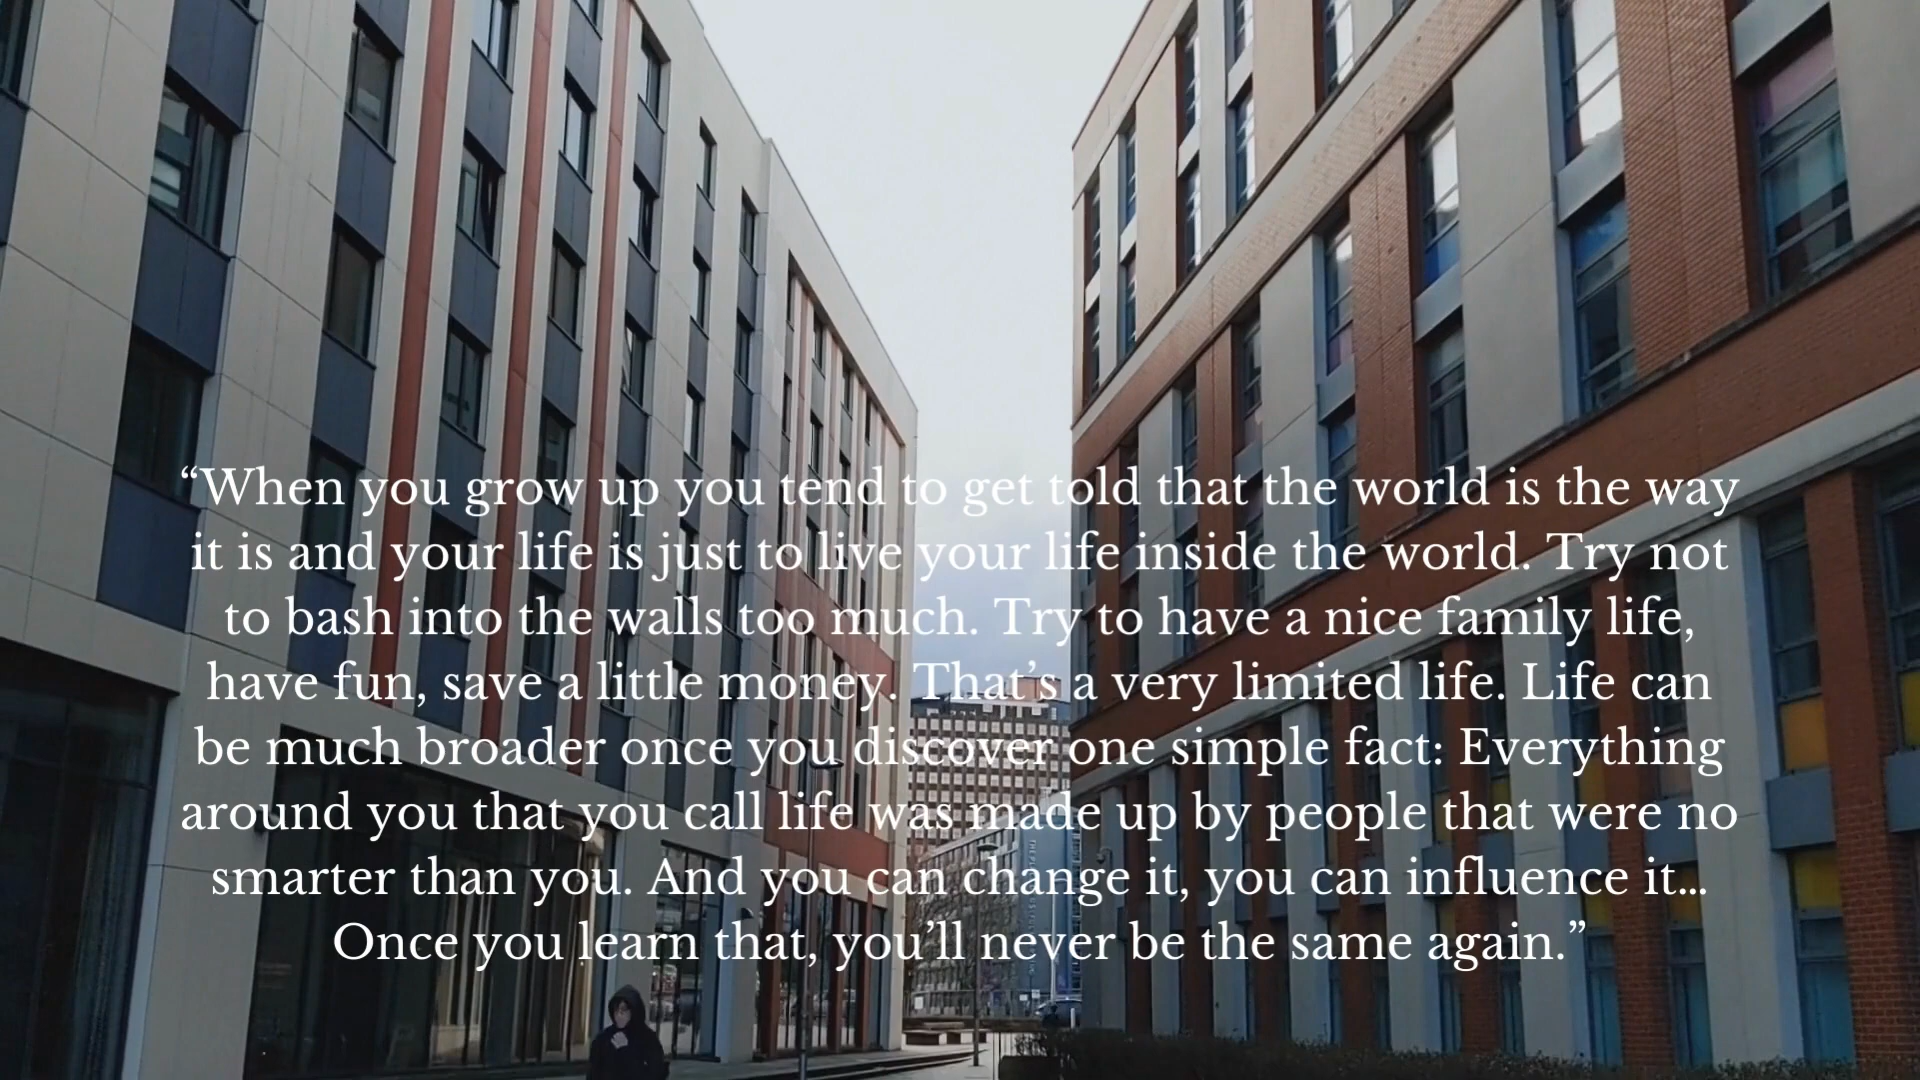 “When you grow up you tend to get told that the world is the way
it is and your life is just to live your life inside the world. Try not
to bash into the walls too much. Try to have a nice family life,
have fun, save a little money. That’s a very limited life. Life can
be much broader once you discover one simple fact: Everything
around you that you call life was made up by people that were no
smarter than you. And you can change it, you can influence it…
Once you learn that, you’ll never be the same again.”